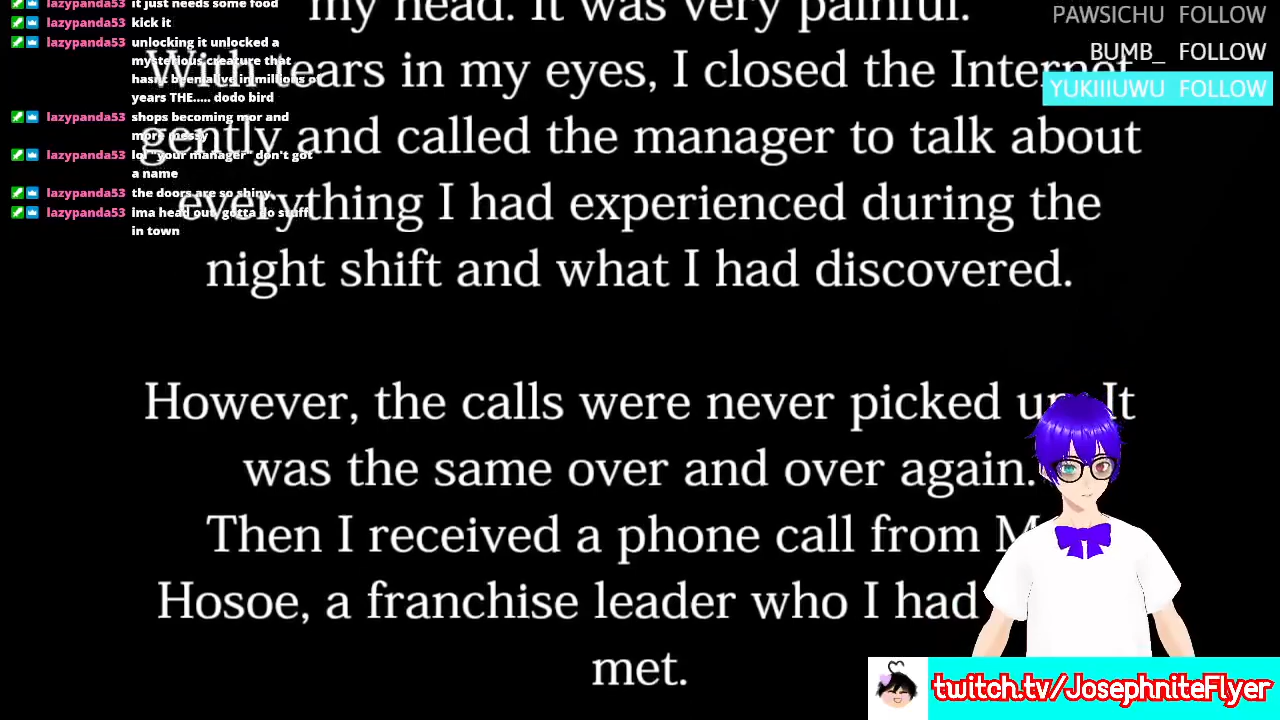 lazypanda53 it just needs some food
lazypanda53 kick it
lazypanda53 unlocking it unlocked a
mysterious creature that
hasnt been alive in millions of
years THE..... dodo bird
lazypanda53 shops becoming mor and
more messy
lazypanda53 lol "your manager" don't got
a name
lazypanda53 the doors are so shiny
lazypanda53 ima head out, gotta do stuff
in town
PAWSICHU FOLLOW
BUMB_ FOLLOW
YUKIIIUWU FOLLOW
my head. It was very painful.
With tears in my eyes, I closed the Internet
gently and called the manager to talk about
everything I had experienced during the
night shift and what I had discovered.
However, the calls were never picked up. It
was the same over and over again.
Then I received a phone call from
Hosoe, a franchise leader who I had
met.
twitch.tv/JosephniteFlyer